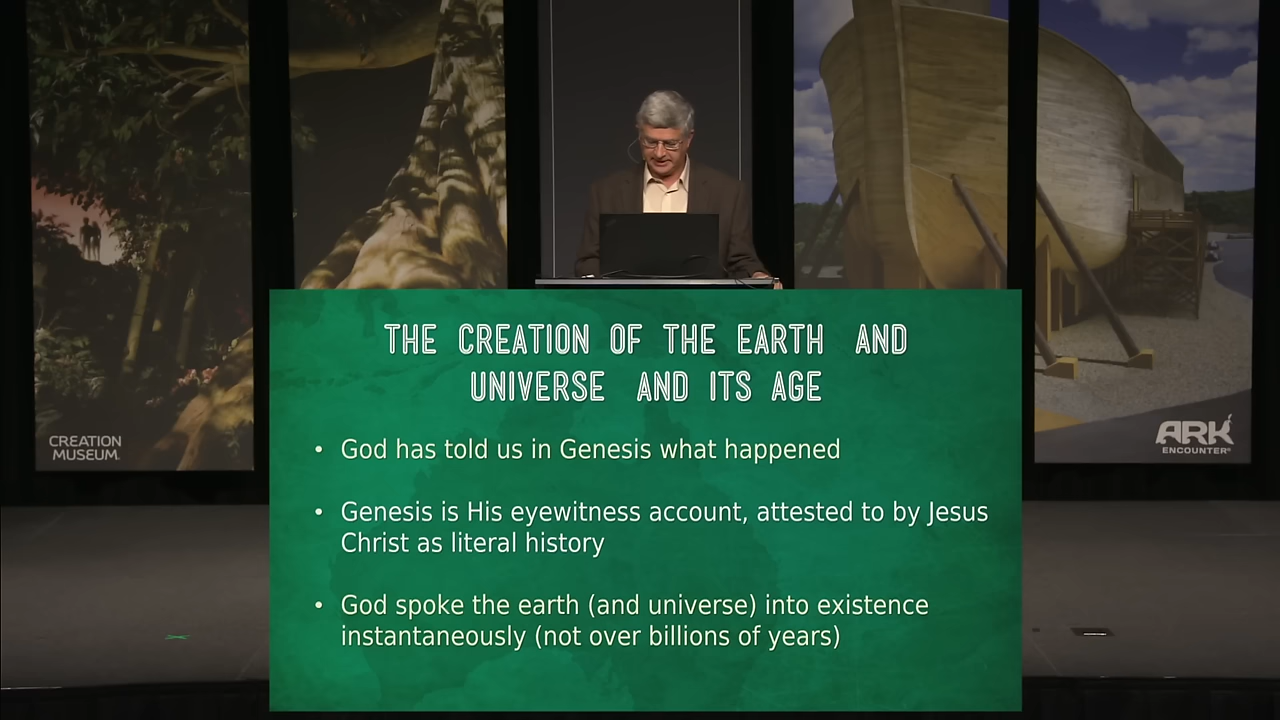 THE CREATION OF THE EARTH AND
UNIVERSE AND ITS AGE
• God has told us in Genesis what happened
• Genesis is His eyewitness account, attested to by Jesus
Christ as literal history
• God spoke the earth (and universe) into existence
instantaneously (not over billions of years)
CREATION
MUSEUM
ARK
ENCOUNTER